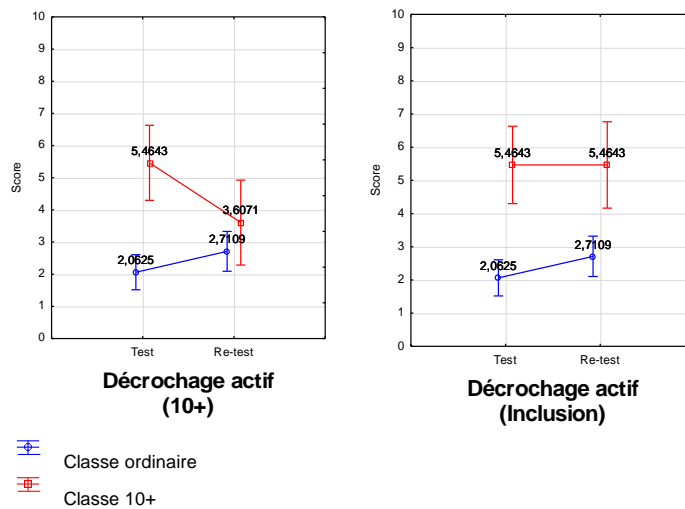 10
9
8
7
6
5
4
3
2
1
0
Score
5,4643
3,6071
2,0625
2,7109
Test
Re-test
Décrochage actif
(10+)
10
9
8
7
6
5
4
3
2
1
0
Score
5,4643
5,4643
2,0625
2,7109
Test
Re-test
Décrochage actif
(Inclusion)
Classe ordinaire
Classe 10+